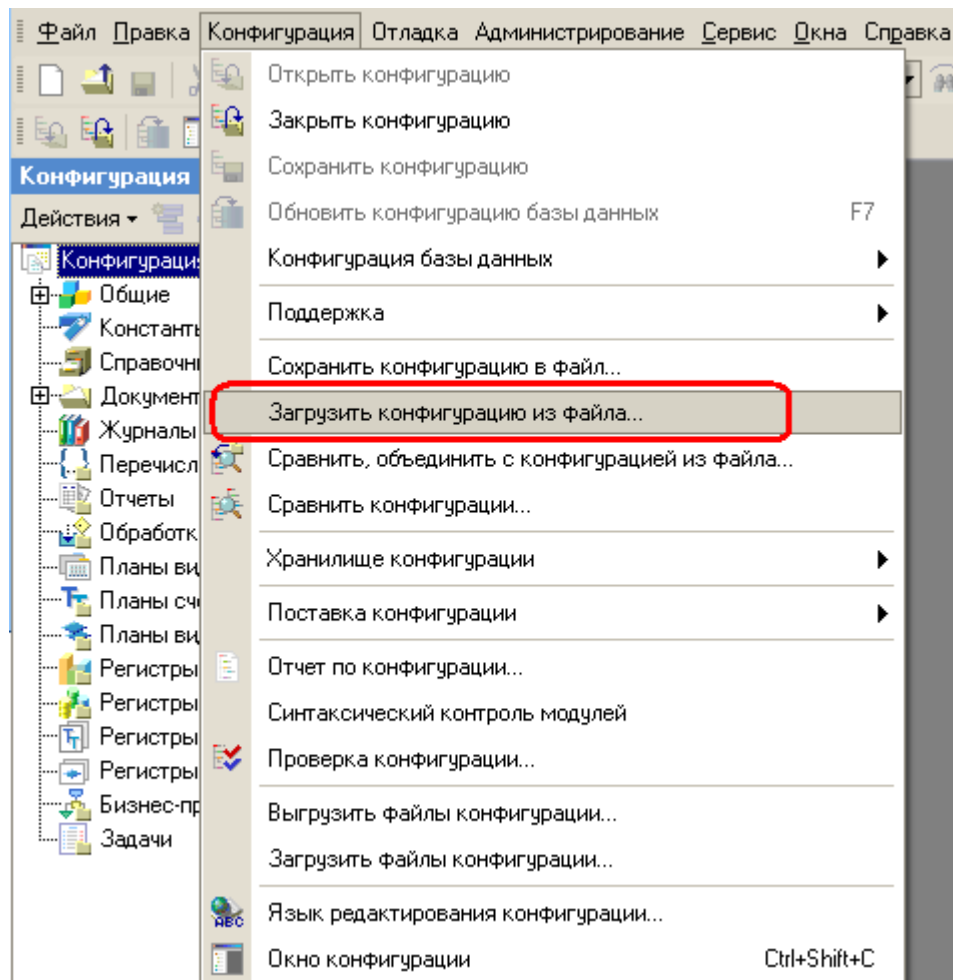 Файл Правка Конфигурация Отладка Администрирование Сервис Окна Справка
Открыть конфигурацию
Закрыть конфигурацию
Сохранить конфигурацию
Обновить конфигурацию базы данных F7
Конфигурация базы данных
Поддержка
Сохранить конфигурацию в файл...
Загрузить конфигурацию из файла...
Сравнить, объединить с конфигурацией из файла...
Сравнить конфигурации...
Хранилище конфигурации
Поставка конфигурации
Отчет по конфигурации...
Синтаксический контроль модулей
Проверка конфигурации...
Выгрузить файлы конфигурации...
Загрузить файлы конфигурации...
Язык редактирования конфигурации...
Окно конфигурации Ctrl+Shift+C
Конфигурация
Действия
Конфигураци
Общие
Константы
Справочн
Документ
Журналы
Перечисл
Отчеты
Обработк
Планы ви
Планы сч
Планы ви
Регистры
Регистры
Регистры
Регистры
Бизнес-пр
Задачи